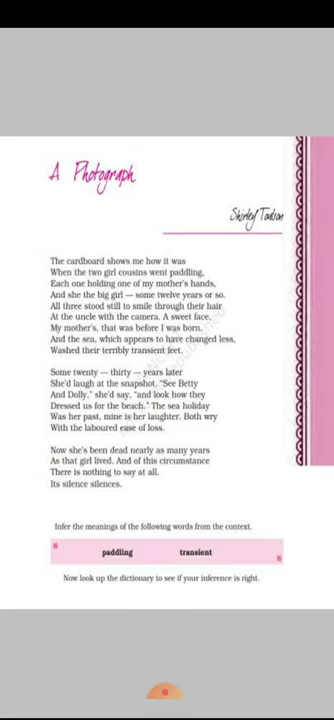 A Photograph
Shirley Toulson
The cardboard shows me how it was
When the two girl cousins went paddling,
Each one holding one of my mother's hands,
And she the big girl — some twelve years or so.
All three stood still to smile through their hair
At the uncle with the camera. A sweet face,
My mother's, that was before I was born.
And the sea, which appears to have changed less,
Washed their terribly transient feet.
Some twenty — thirty — years later
She'd laugh at the snapshot. "See Betty
And Dolly," she'd say, "and look how they
Dressed us for the beach." The sea holiday
Was her past, mine is her laughter. Both wry
With the laboured ease of loss.
Now she's been dead nearly as many years
As that girl lived. And of this circumstance
There is nothing to say at all.
Its silence silences.
Infer the meanings of the following words from the context.
paddling transient
Now look up the dictionary to see if your inference is right.